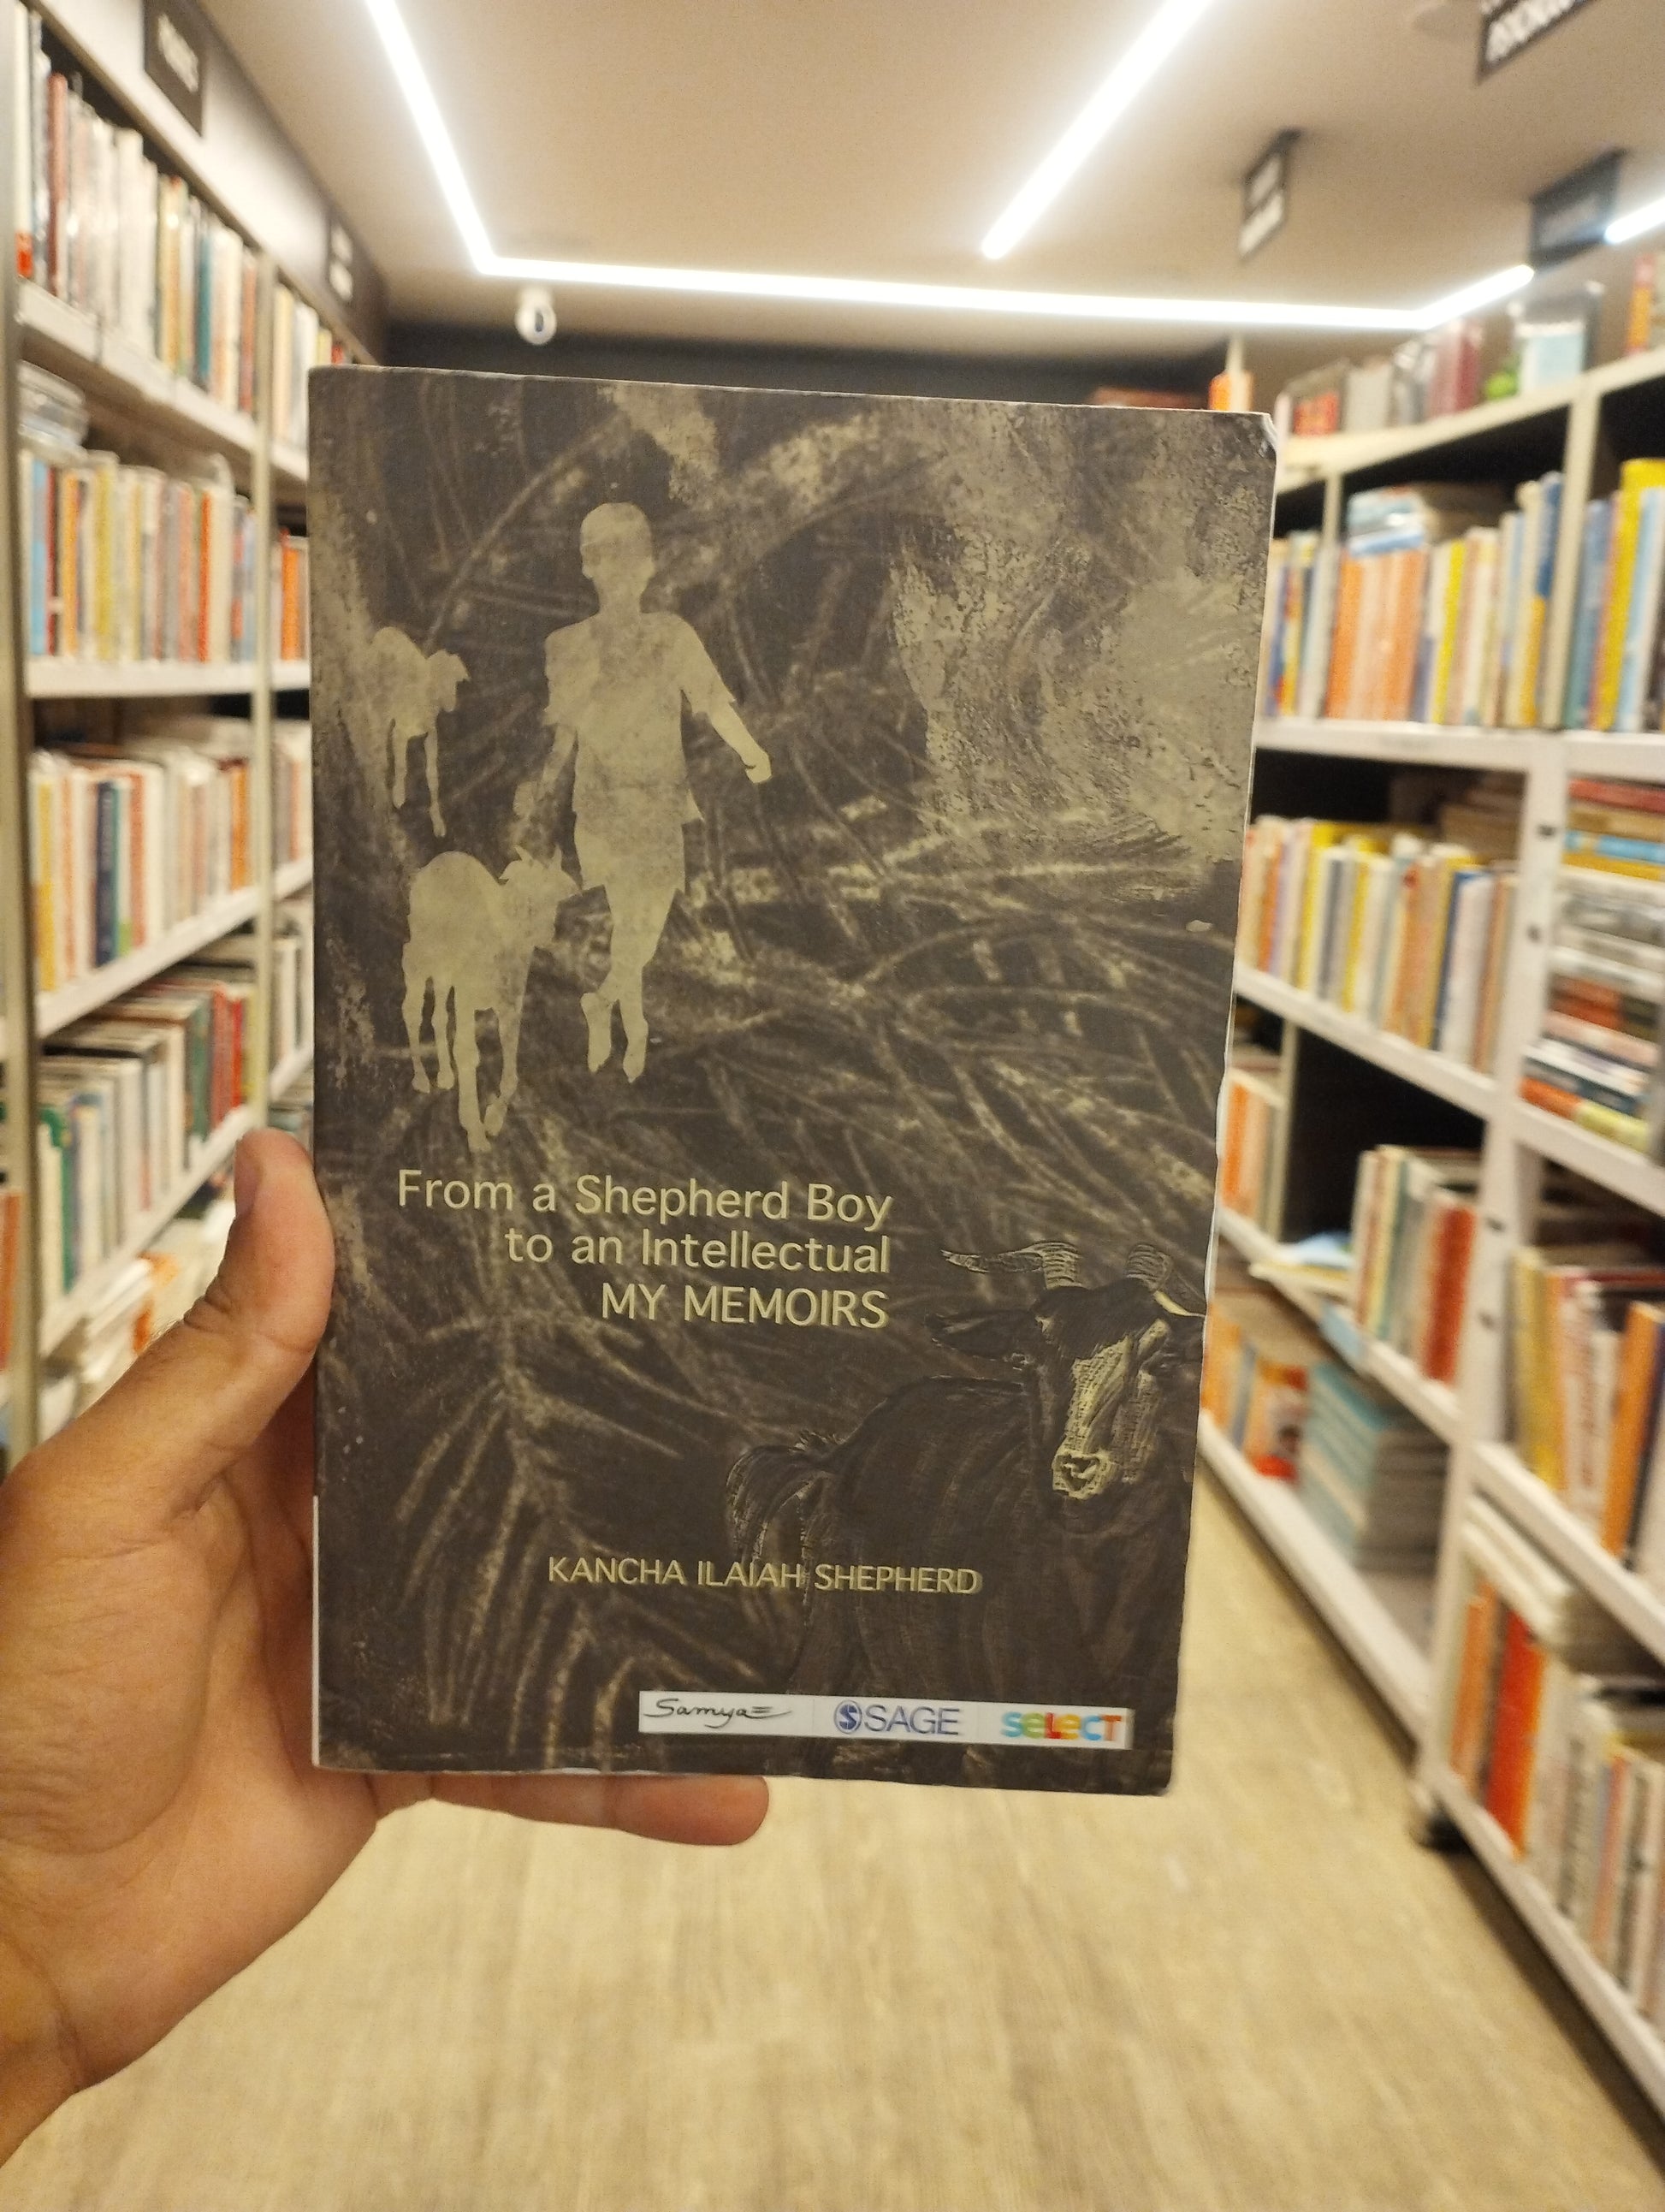 From a Shepherd Boy
to an Intellectual
MY MEMOIRS
KANCHA ILAIAH SHEPHERD
Samya
SAGE
SELECT